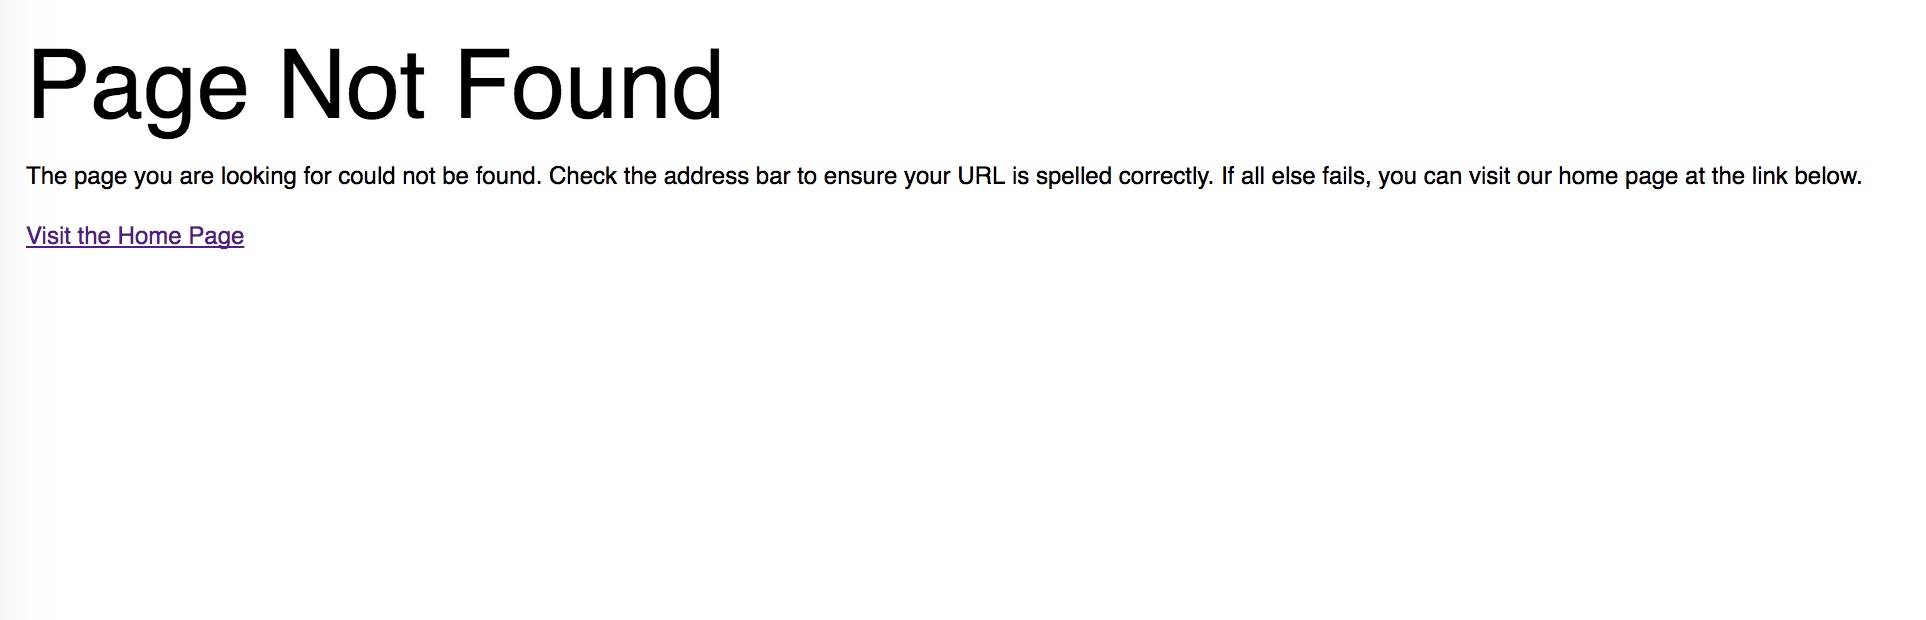 Page Not Found
The page you are looking for could not be found. Check the address bar to ensure your URL is spelled correctly. If all else fails, you can visit our home page at the link below.
Visit the Home Page